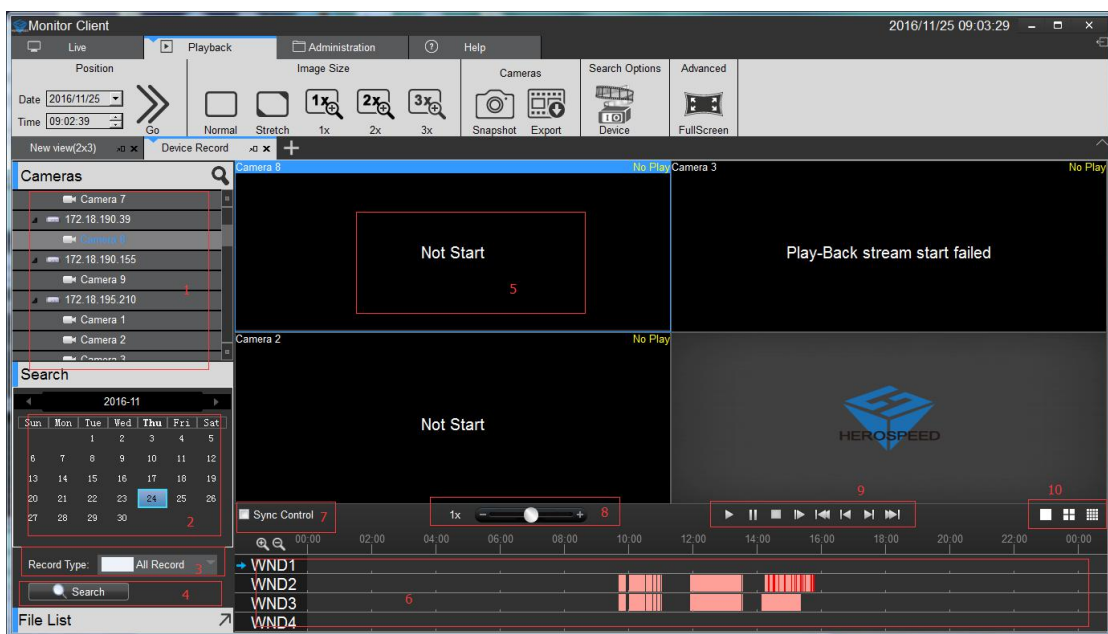 Monitor Client 2016/11/25 09:03:29
Live Playback Administration Help
Position Image Size Cameras Search Options Advanced
Date 2016/11/25
Time 09:02:39
Go Normal Stretch 1x 2x 3x Snapshot Export Device FullScreen
1x 2x 3x
New view(2x3) Device Record
Cameras
Camera 7
172.18.190.39
172.18.190.155
Camera 9
172.18.195.210
Camera 1
Camera 2
Camera 3
1
Camera 8 No Play
Not Start
5
Camera 3 No Play
Play-Back stream start failed
Camera 2 No Play
Not Start
HEROSPEED
Search
2016-11
Sun Mon Tue Wed Thu Fri Sat
1 2 3 4 5
6 7 8 9 10 11 12
13 14 15 16 17 18 19
20 21 22 23 24 25 26
27 28 29 30
2
Record Type: All Record 3
Search 4
File List
Sync Control 7 1x 8 9 10
00:00 02:00 04:00 06:00 08:00 10:00 12:00 14:00 16:00 18:00 20:00 22:00 00:00
WND1
WND2
WND3
WND4
6